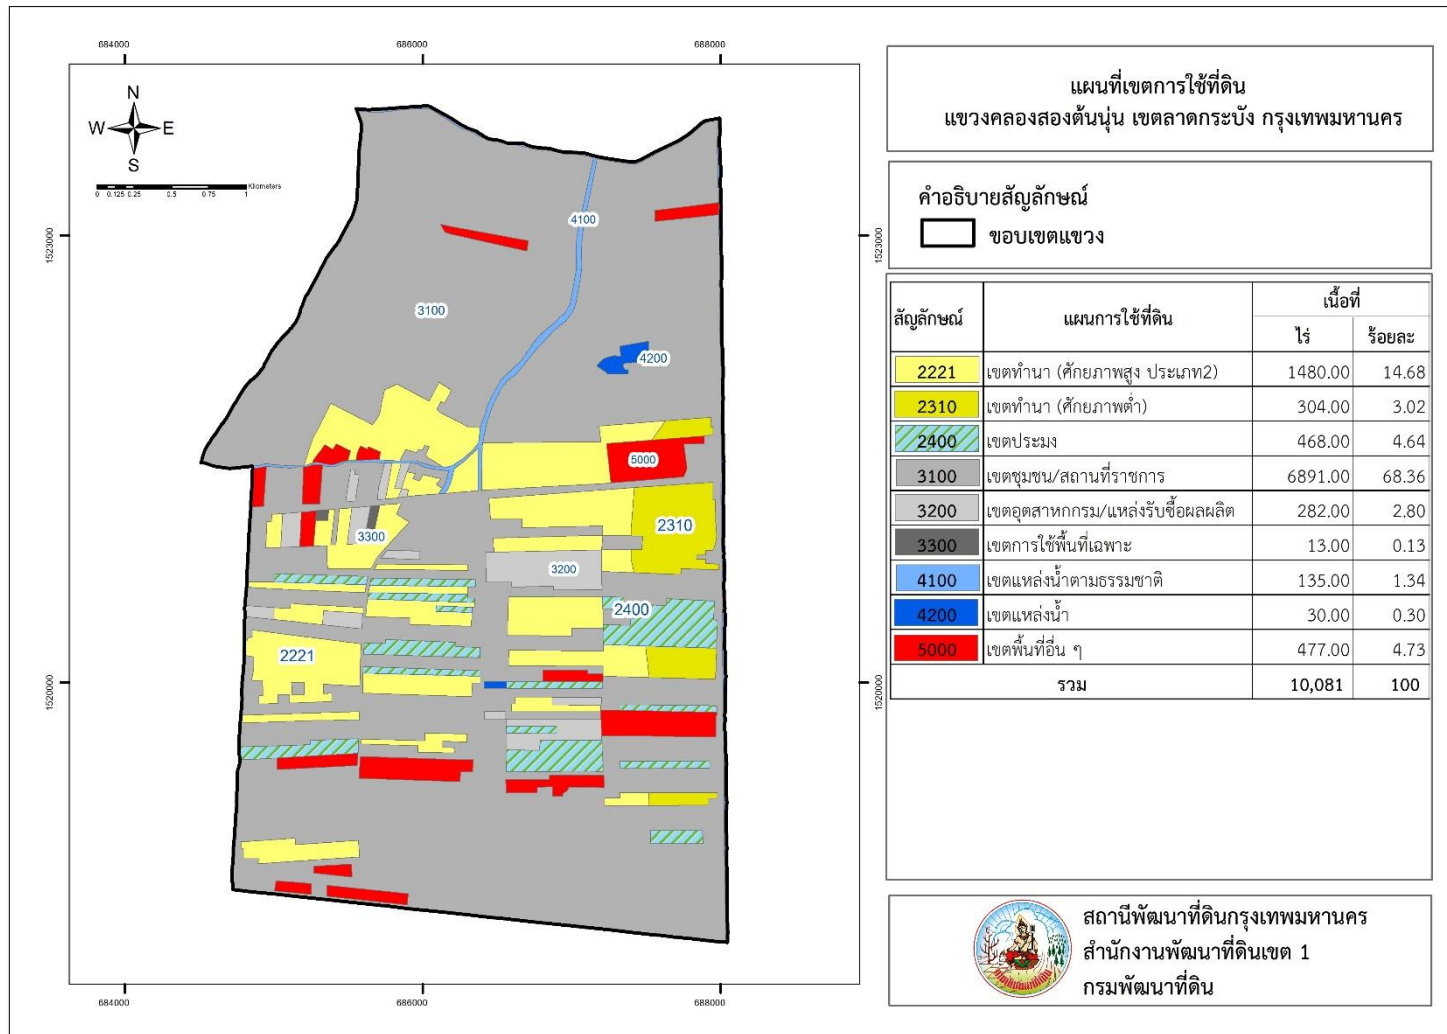 684000
686000
688000
N
W
E
S
0 0.125 0.25 0.5 0.75 1
Kilometers
1523000
1523000
1520000
1520000
4100
3100
4200
5000
2310
3300
3200
2400
2221
684000
686000
688000
แผนที่เขตการใช้ที่ดิน
แขวงคลองสองต้นนุ่น เขตลาดกระบัง กรุงเทพมหานคร
คำอธิบายสัญลักษณ์
ขอบเขตแขวง
สัญลักษณ์ แผนการใช้ที่ดิน เนื้อที่
ไร่ ร้อยละ
2221 เขตทำนา (ศักยภาพสูง ประเภท2) 1480.00 14.68
2310 เขตทำนา (ศักยภาพต่ำ) 304.00 3.02
2400 เขตประมง 468.00 4.64
3100 เขตชุมชน/สถานที่ราชการ 6891.00 68.36
3200 เขตอุตสาหกกรม/แหล่งรับซื้อผลผลิต 282.00 2.80
3300 เขตการใช้พื้นที่เฉพาะ 13.00 0.13
4100 เขตแหล่งน้ำตามธรรมชาติ 135.00 1.34
4200 เขตแหล่งน้ำ 30.00 0.30
5000 เขตพื้นที่อื่น ๆ 477.00 4.73
รวม 10,081 100
สถานีพัฒนาที่ดินกรุงเทพมหานคร
สำนักงานพัฒนาที่ดินเขต 1
กรมพัฒนาที่ดิน